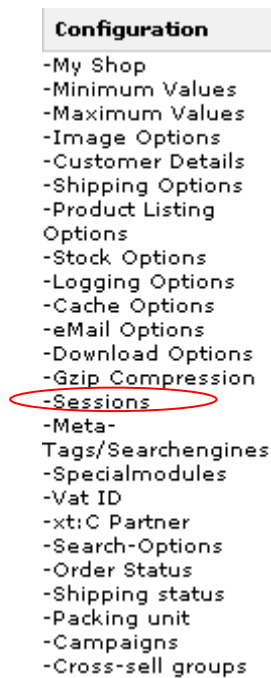 Configuration
-My Shop
-Minimum Values
-Maximum Values
-Image Options
-Customer Details
-Shipping Options
-Product Listing
Options
-Stock Options
-Logging Options
-Cache Options
-eMail Options
-Download Options
-Gzip Compression
-Sessions
-Meta-
Tags/Searchengines
-Specialmodules
-Vat ID
-xt:C Partner
-Search-Options
-Order Status
-Shipping status
-Packing unit
-Campaigns
-Cross-sell groups